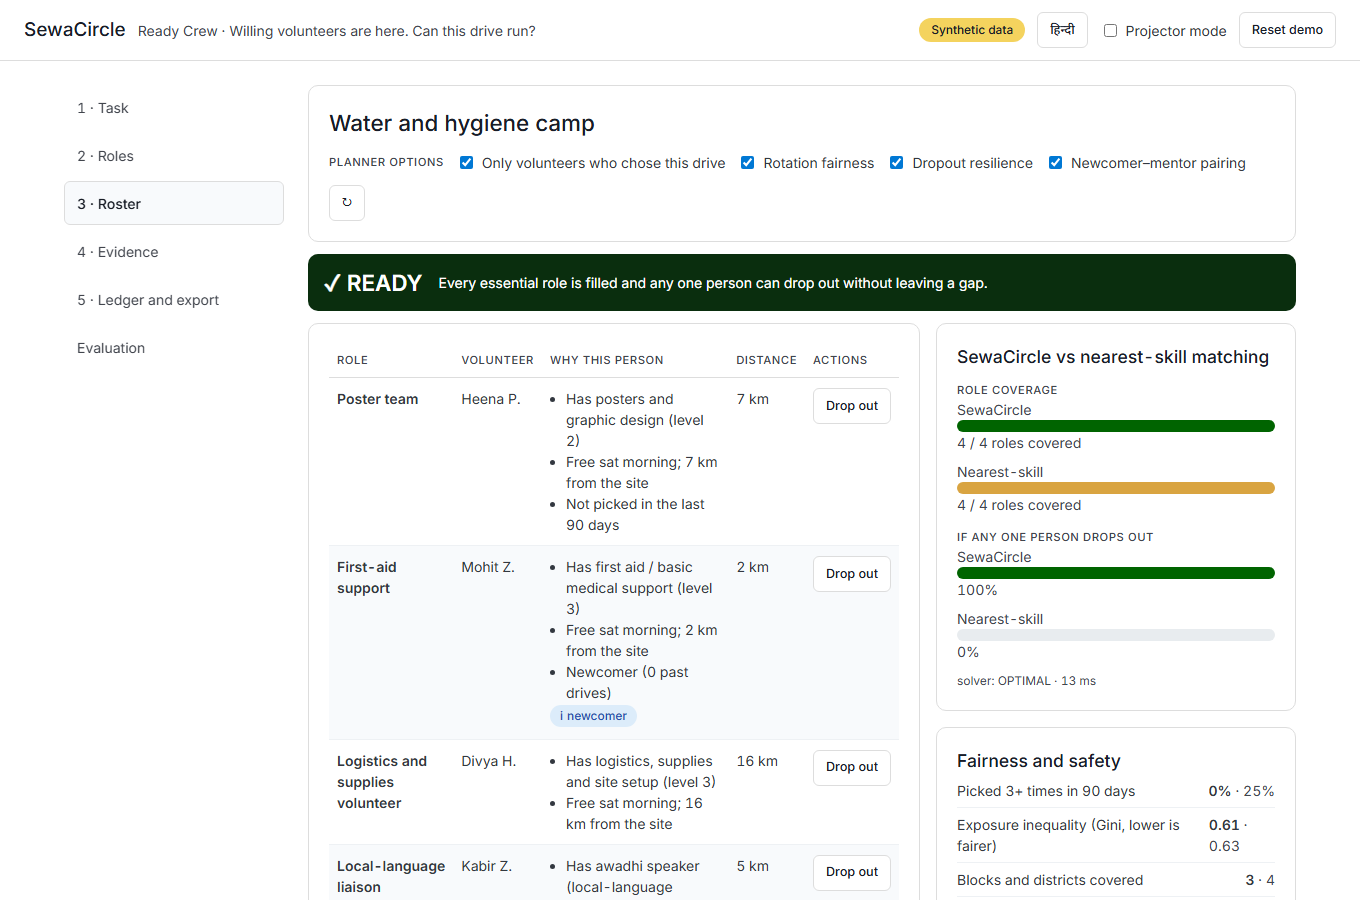 SewaCircle Ready Crew · Willing volunteers are here. Can this drive run? Synthetic data हिन्दी Projector mode Reset demo
1 · Task
2 · Roles
3 · Roster
4 · Evidence
5 · Ledger and export
Evaluation
Water and hygiene camp
PLANNER OPTIONS Only volunteers who chose this drive Rotation fairness Dropout resilience Newcomer–mentor pairing
↻
✓ READY Every essential role is filled and any one person can drop out without leaving a gap.
ROLE VOLUNTEER WHY THIS PERSON DISTANCE ACTIONS
Poster team Heena P. • Has posters and 7 km Drop out
graphic design (level
2)
• Free sat morning; 7 km
from the site
• Not picked in the last
90 days
First-aid Mohit Z. • Has first aid / basic 2 km Drop out
support medical support (level
3)
• Free sat morning; 2 km
from the site
• Newcomer (0 past
drives)
i newcomer
Logistics and Divya H. • Has logistics, supplies 16 km Drop out
supplies and site setup (level 3)
volunteer • Free sat morning; 16
km from the site
Local-language Kabir Z. • Has awadhi speaker 5 km Drop out
liaison (local-language
SewaCircle vs nearest-skill matching
ROLE COVERAGE
SewaCircle
4 / 4 roles covered
Nearest-skill
4 / 4 roles covered
IF ANY ONE PERSON DROPS OUT
SewaCircle
100%
Nearest-skill
0%
solver: OPTIMAL · 13 ms
Fairness and safety
Picked 3+ times in 90 days 0% · 25%
Exposure inequality (Gini, lower is 0.61 ·
fairer) 0.63
Blocks and districts covered 3 · 4